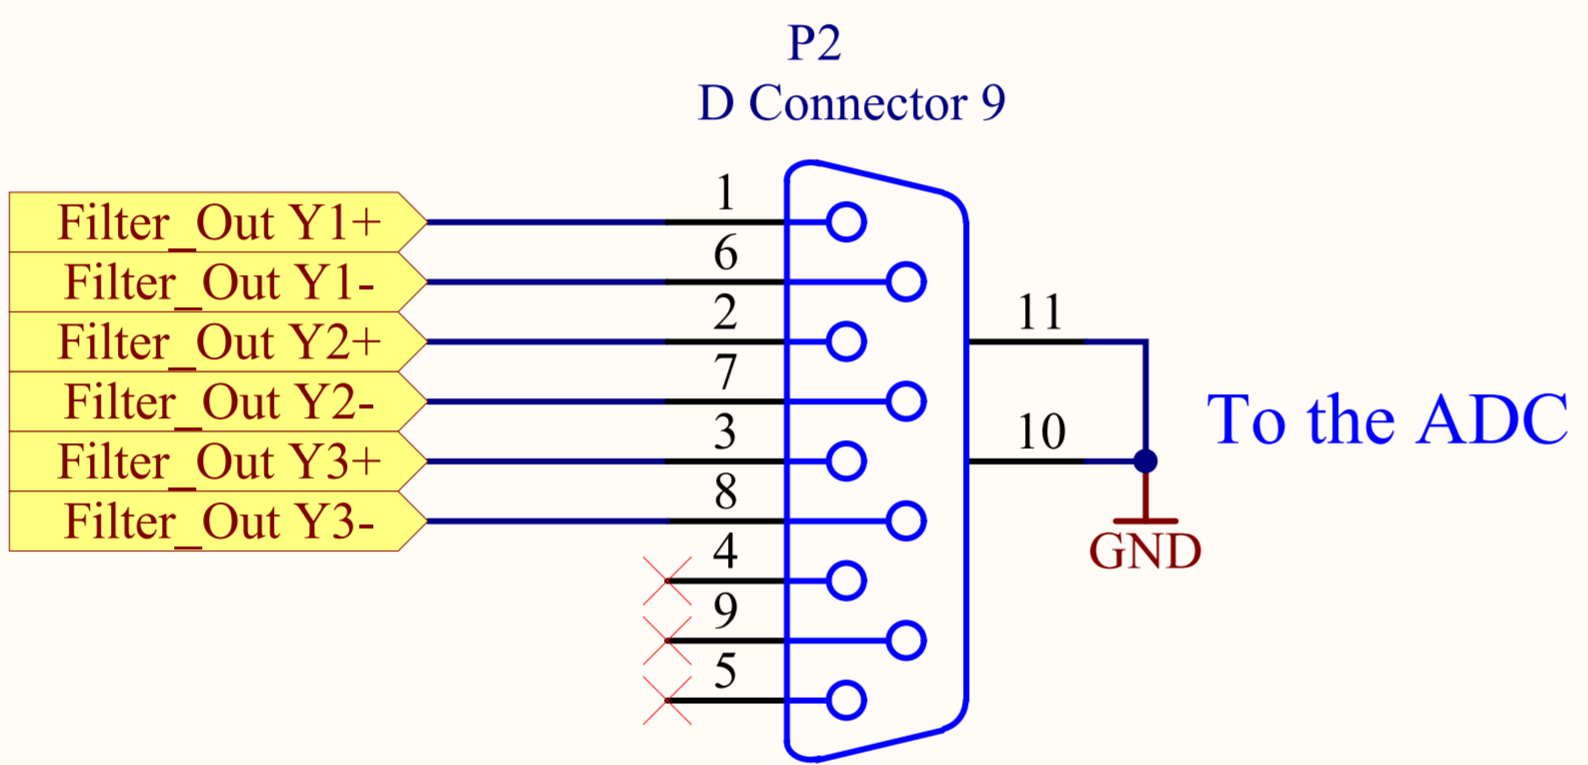 P2
D Connector 9
Filter_Out Y1+
1
Filter_Out Y1-
6
Filter_Out Y2+
2
11
Filter_Out Y2-
7
To the ADC
Filter_Out Y3+
3
10
Filter_Out Y3-
8
4
GND
9
5